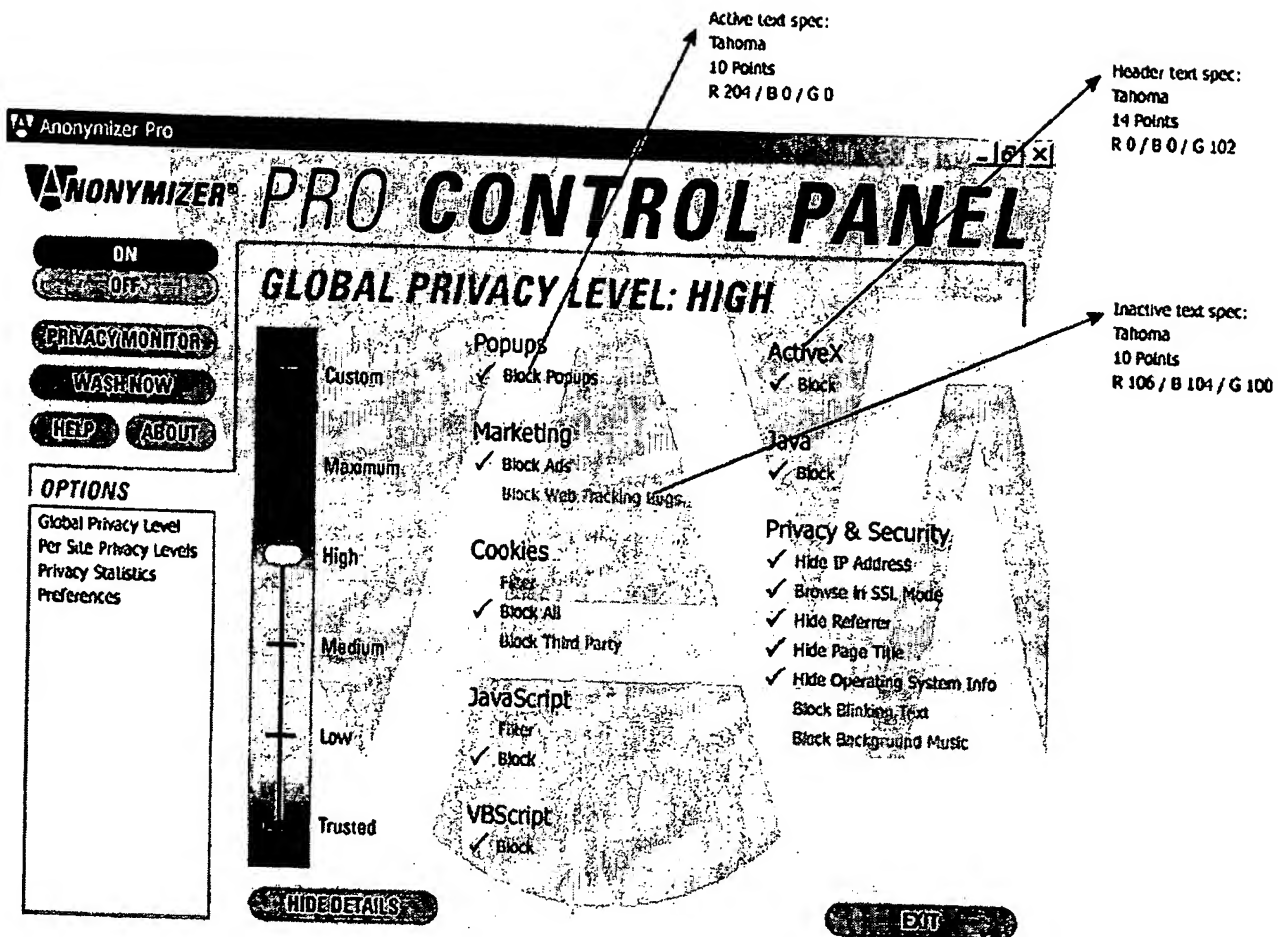 Active text spec:
Tahoma
10 Points
R 204 / B 0 / G 0
Header text spec:
Tahoma
14 Points
R 0 / B 0 / G 102
Anonymizer Pro
ANONYMIZER®
PRO CONTROL PANEL
ON
OFF
PRIVACY MONITOR
WASH NOW
HELP
ABOUT
OPTIONS
Global Privacy Level
Per Site Privacy Levels
Privacy Statistics
Preferences
GLOBAL PRIVACY LEVEL: HIGH
Custom
Maximum
High
Medium
Low
Trusted
Popups
✓ Block Popups
Marketing
✓ Block Ads
Block Web Tracking Bugs
Cookies
Filter
✓ Block All
Block Third Party
JavaScript
Filter
✓ Block
VBScript
✓ Block
ActiveX
✓ Block
Java
✓ Block
Privacy & Security
✓ Hide IP Address
✓ Browse in SSL Mode
✓ Hide Referrer
✓ Hide Page Title
✓ Hide Operating System Info
Block Blinking Text
Block Background Music
Inactive text spec:
Tahoma
10 Points
R 106 / B 104 / G 100
HIDE DETAILS
EXIT